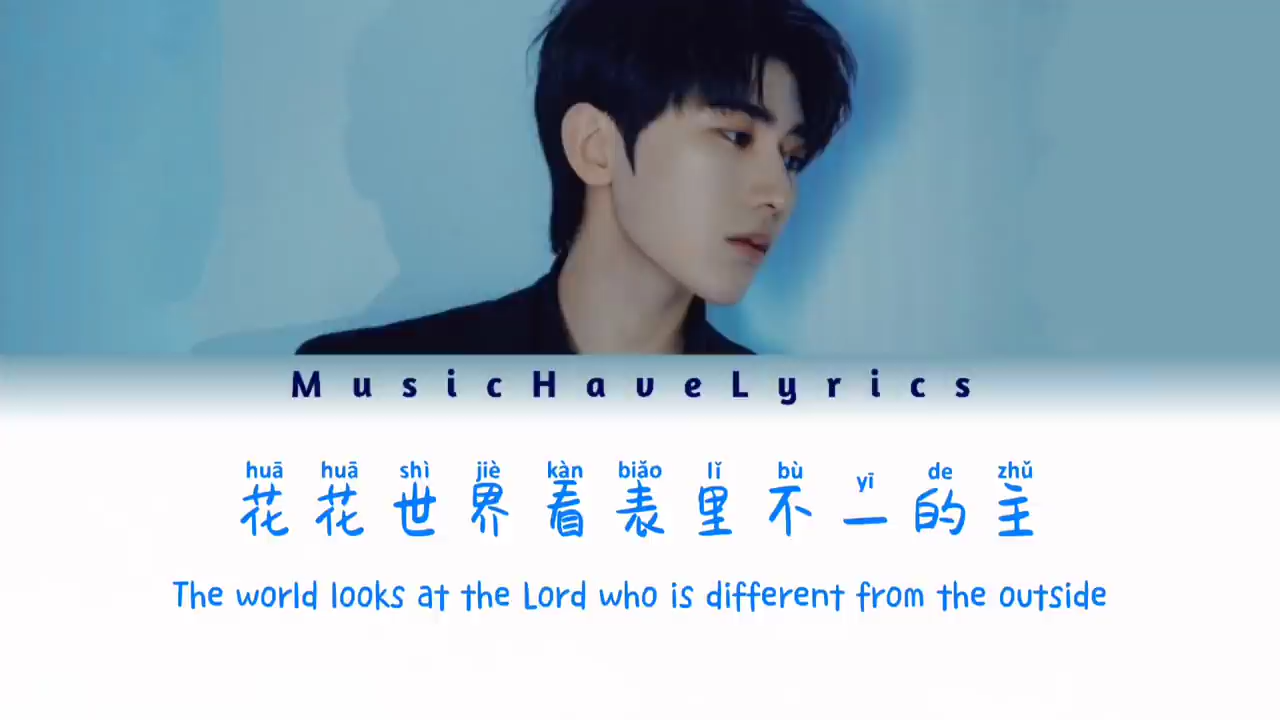 MusicHaveLyrics
huā huā shì jiè kàn biǎo lǐ bù yī de zhǔ
花花世界看表里不一的主
The world looks at the Lord who is different from the outside